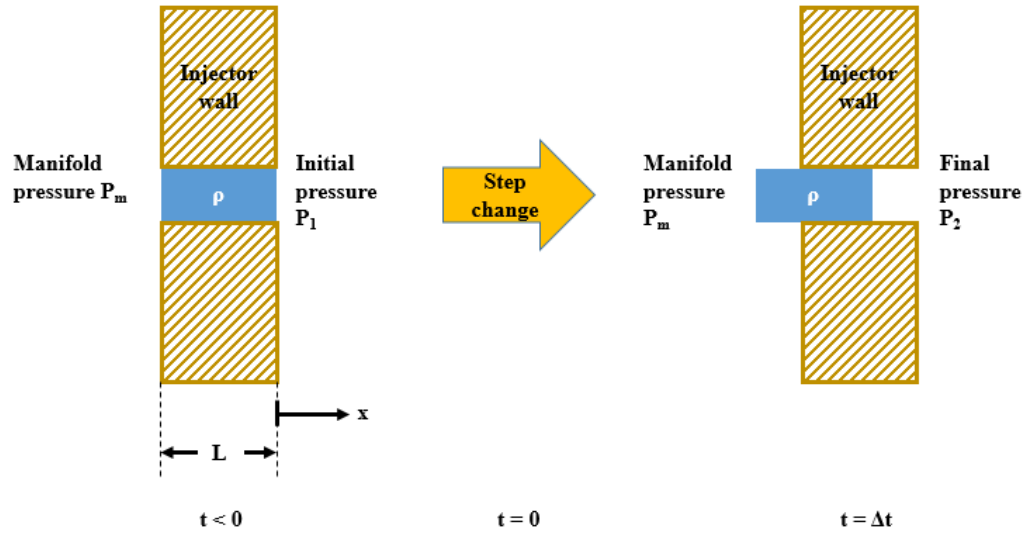 Injector
wall
Manifold
pressure Pₘ
ρ
Initial
pressure
P₁
Step
change
Injector
wall
Manifold
pressure
Pₘ
ρ
Final
pressure
P₂
x
L
t < 0
t = 0
t = Δt